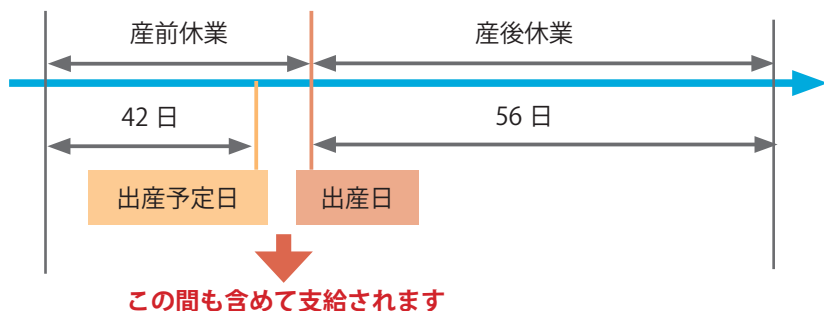 産前休業
産後休業
42 日
56 日
出産予定日
出産日
この間も含めて支給されます